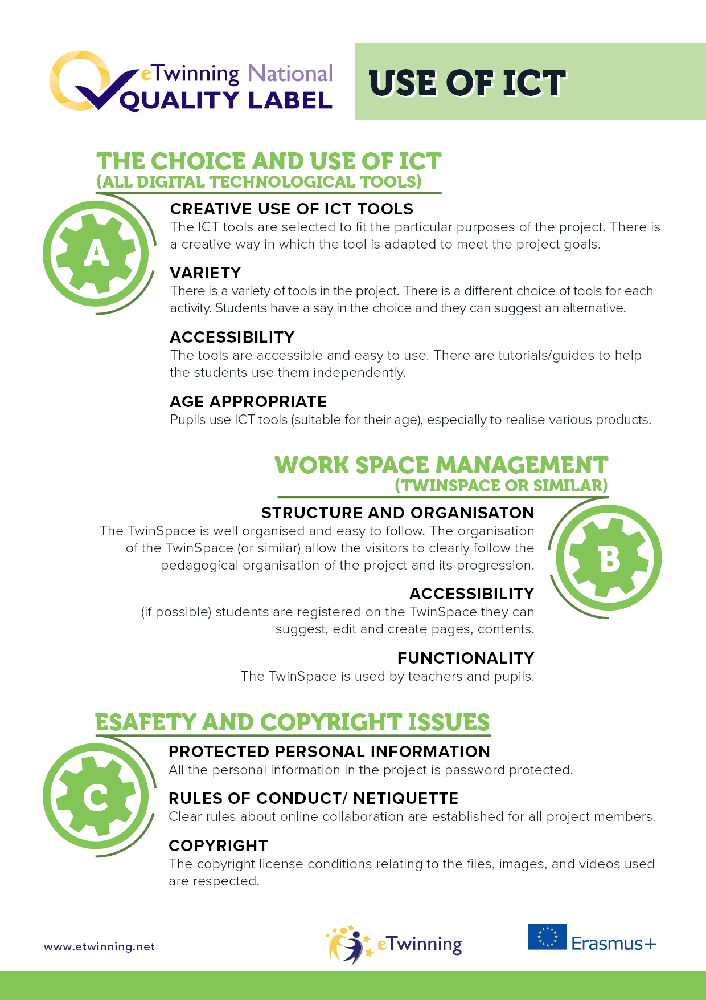 eTwinning National
QUALITY LABEL
USE OF ICT
THE CHOICE AND USE OF ICT
(ALL DIGITAL TECHNOLOGICAL TOOLS)
A
CREATIVE USE OF ICT TOOLS
The ICT tools are selected to fit the particular purposes of the project. There is
a creative way in which the tool is adapted to meet the project goals.
VARIETY
There is a variety of tools in the project. There is a different choice of tools for each
activity. Students have a say in the choice and they can suggest an alternative.
ACCESSIBILITY
The tools are accessible and easy to use. There are tutorials/guides to help
the students use them independently.
AGE APPROPRIATE
Pupils use ICT tools (suitable for their age), especially to realise various products.
WORK SPACE MANAGEMENT
(TWINSPACE OR SIMILAR)
B
STRUCTURE AND ORGANISATON
The TwinSpace is well organised and easy to follow. The organisation
of the TwinSpace (or similar) allow the visitors to clearly follow the
pedagogical organisation of the project and its progression.
ACCESSIBILITY
(if possible) students are registered on the TwinSpace they can
suggest, edit and create pages, contents.
FUNCTIONALITY
The TwinSpace is used by teachers and pupils.
ESAFETY AND COPYRIGHT ISSUES
C
PROTECTED PERSONAL INFORMATION
All the personal information in the project is password protected.
RULES OF CONDUCT/ NETIQUETTE
Clear rules about online collaboration are established for all project members.
COPYRIGHT
The copyright license conditions relating to the files, images, and videos used
are respected.
www.etwinning.net
eTwinning
Erasmus+